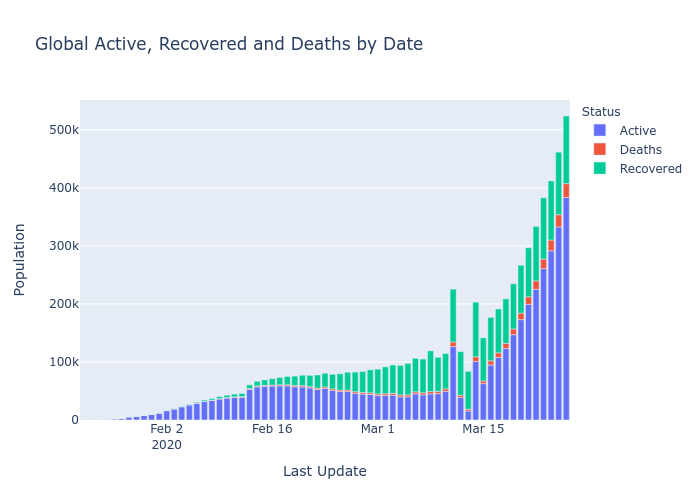 Global Active, Recovered and Deaths by Date
Status
Active
Deaths
Recovered
500k
400k
300k
200k
100k
0
Population
Feb 2
2020
Feb 16
Mar 1
Mar 15
Last Update